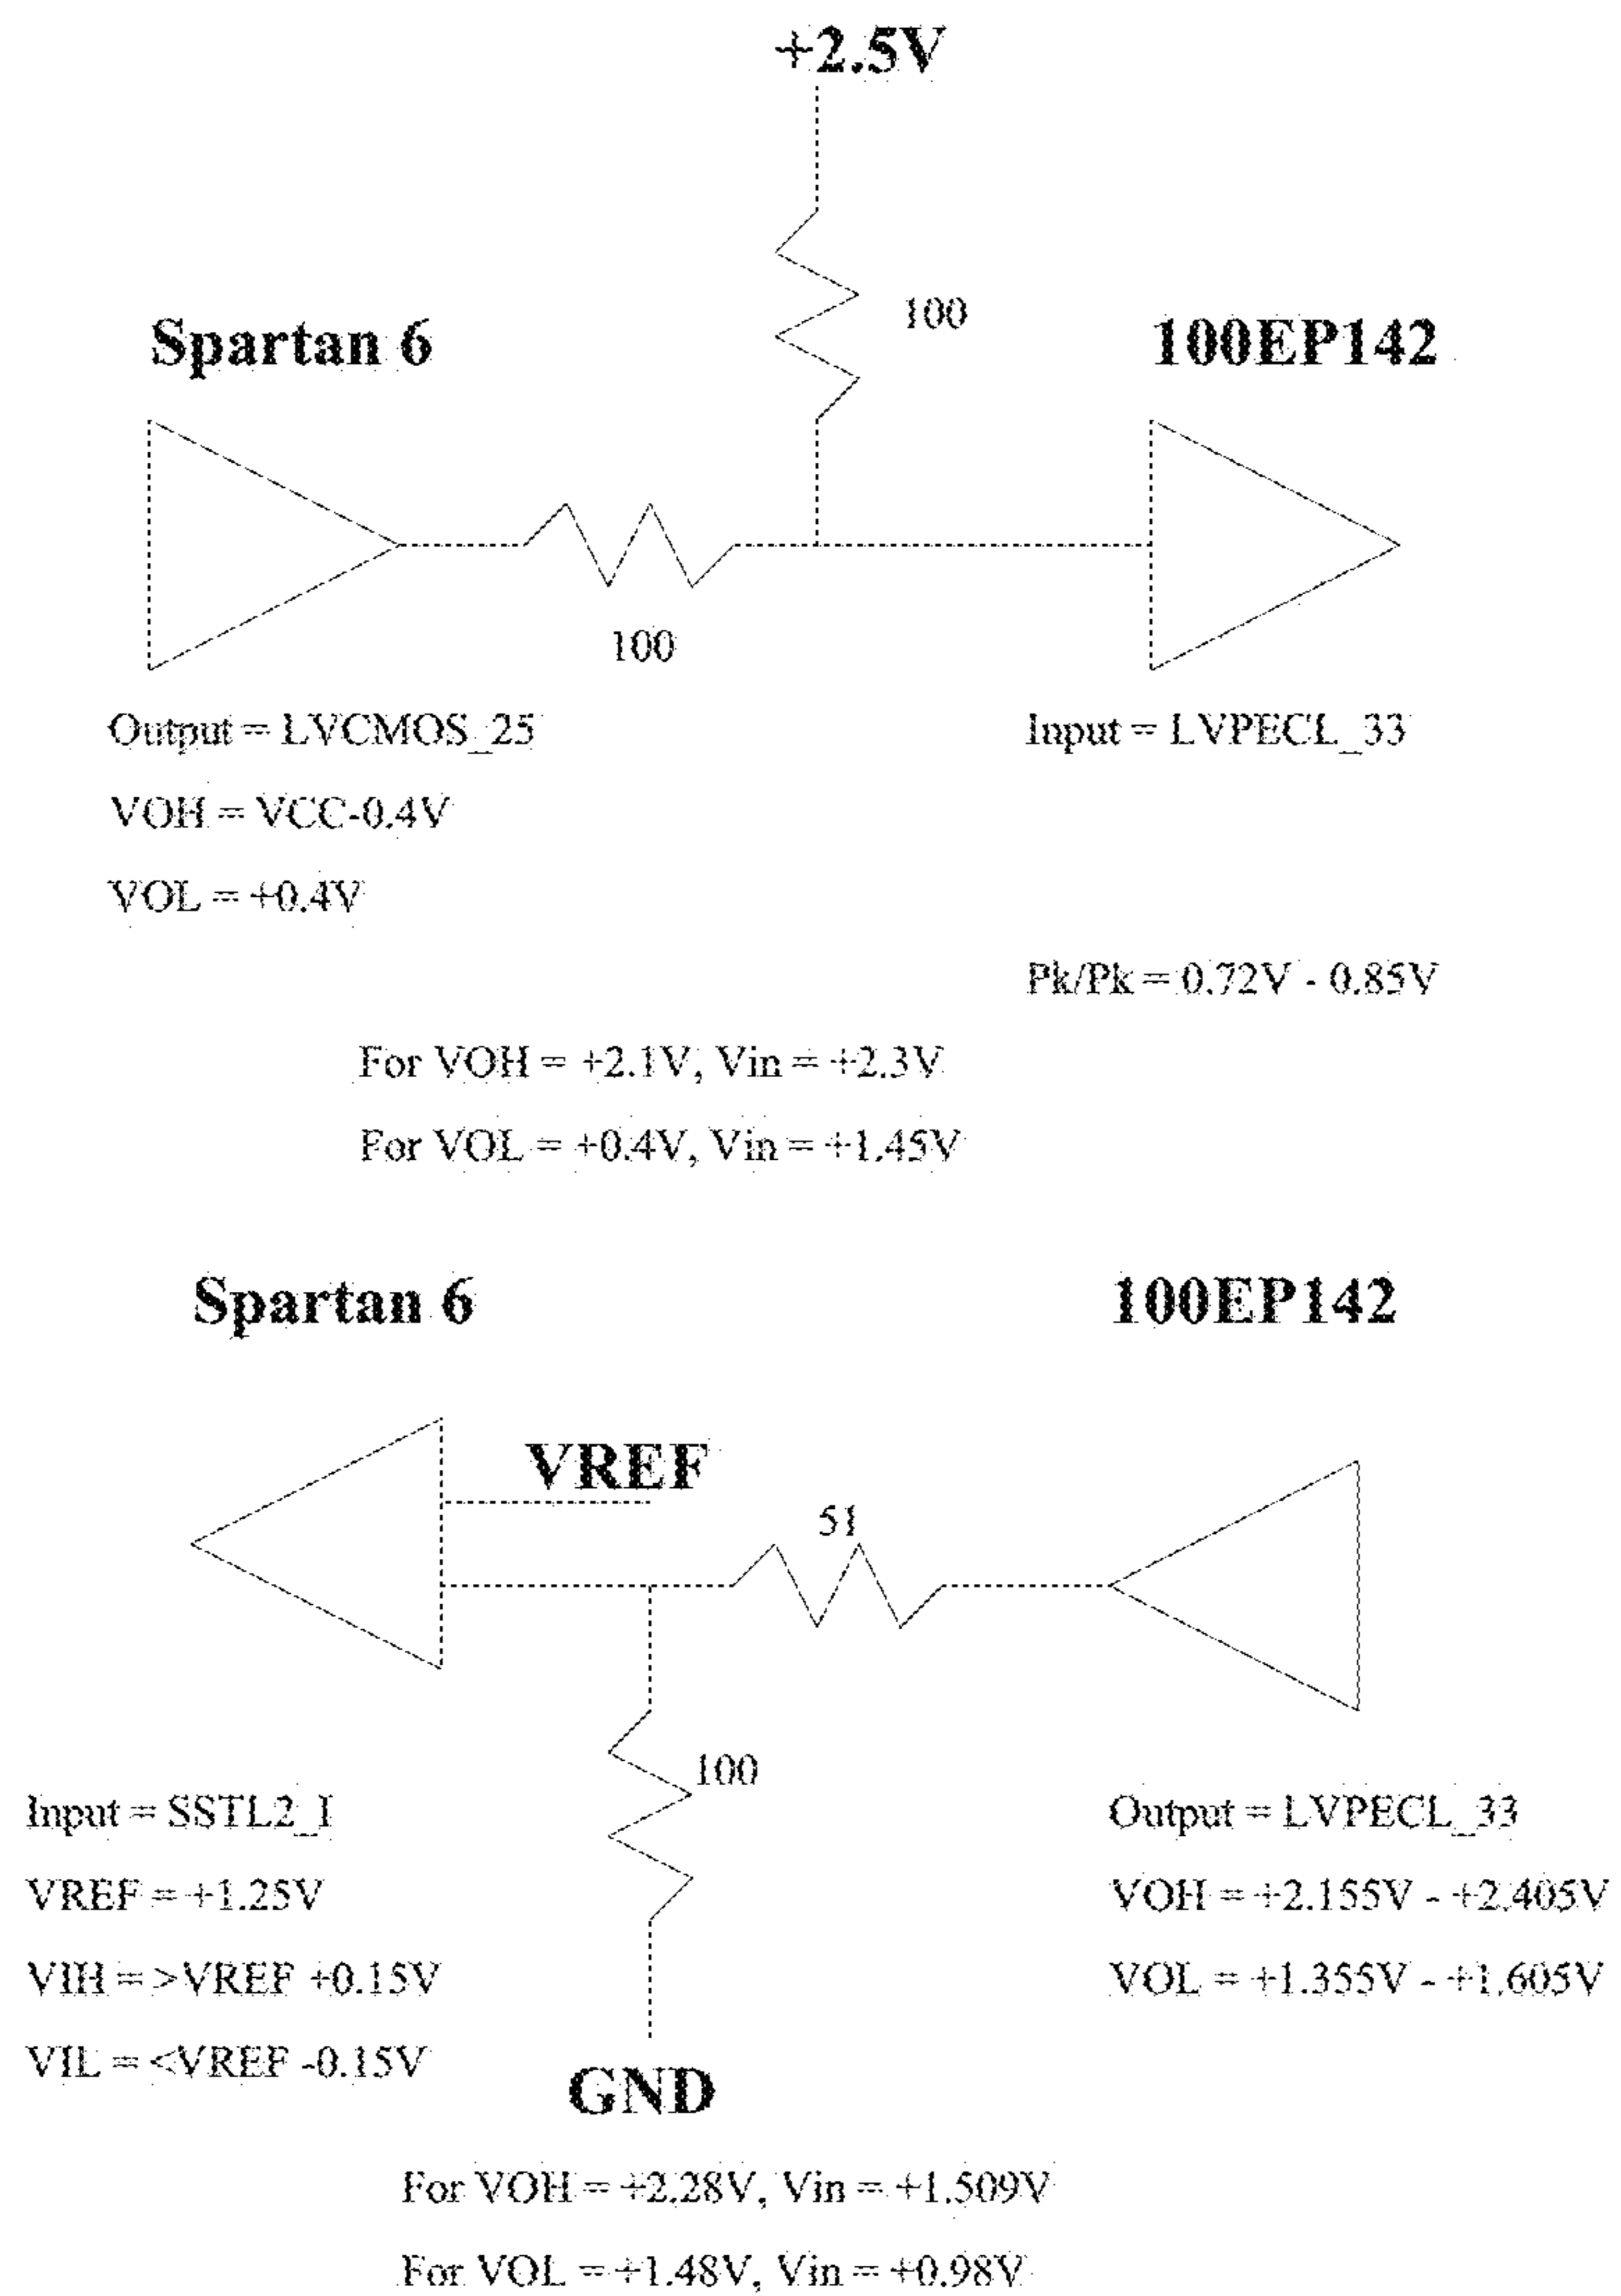 +2.5V
100
Spartan 6
100EP142
100
Output = LVCMOS_25
Input = LVPECL_33
VOH = VCC-0.4V
VOL = +0.4V
Pk/Pk = 0.72V - 0.85V
For VOH = +2.1V, Vin = +2.3V
For VOL = +0.4V, Vin = +1.45V
Spartan 6
100EP142
VREF
51
100
Input = SSTL2_I
Output = LVPECL_33
VREF = +1.25V
VOH = +2.155V - +2.405V
VIH = >VREF +0.15V
VOL = +1.355V - +1.605V
VIL = <VREF -0.15V
GND
For VOH = +2.28V, Vin = +1.509V
For VOL = +1.48V, Vin = +0.98V